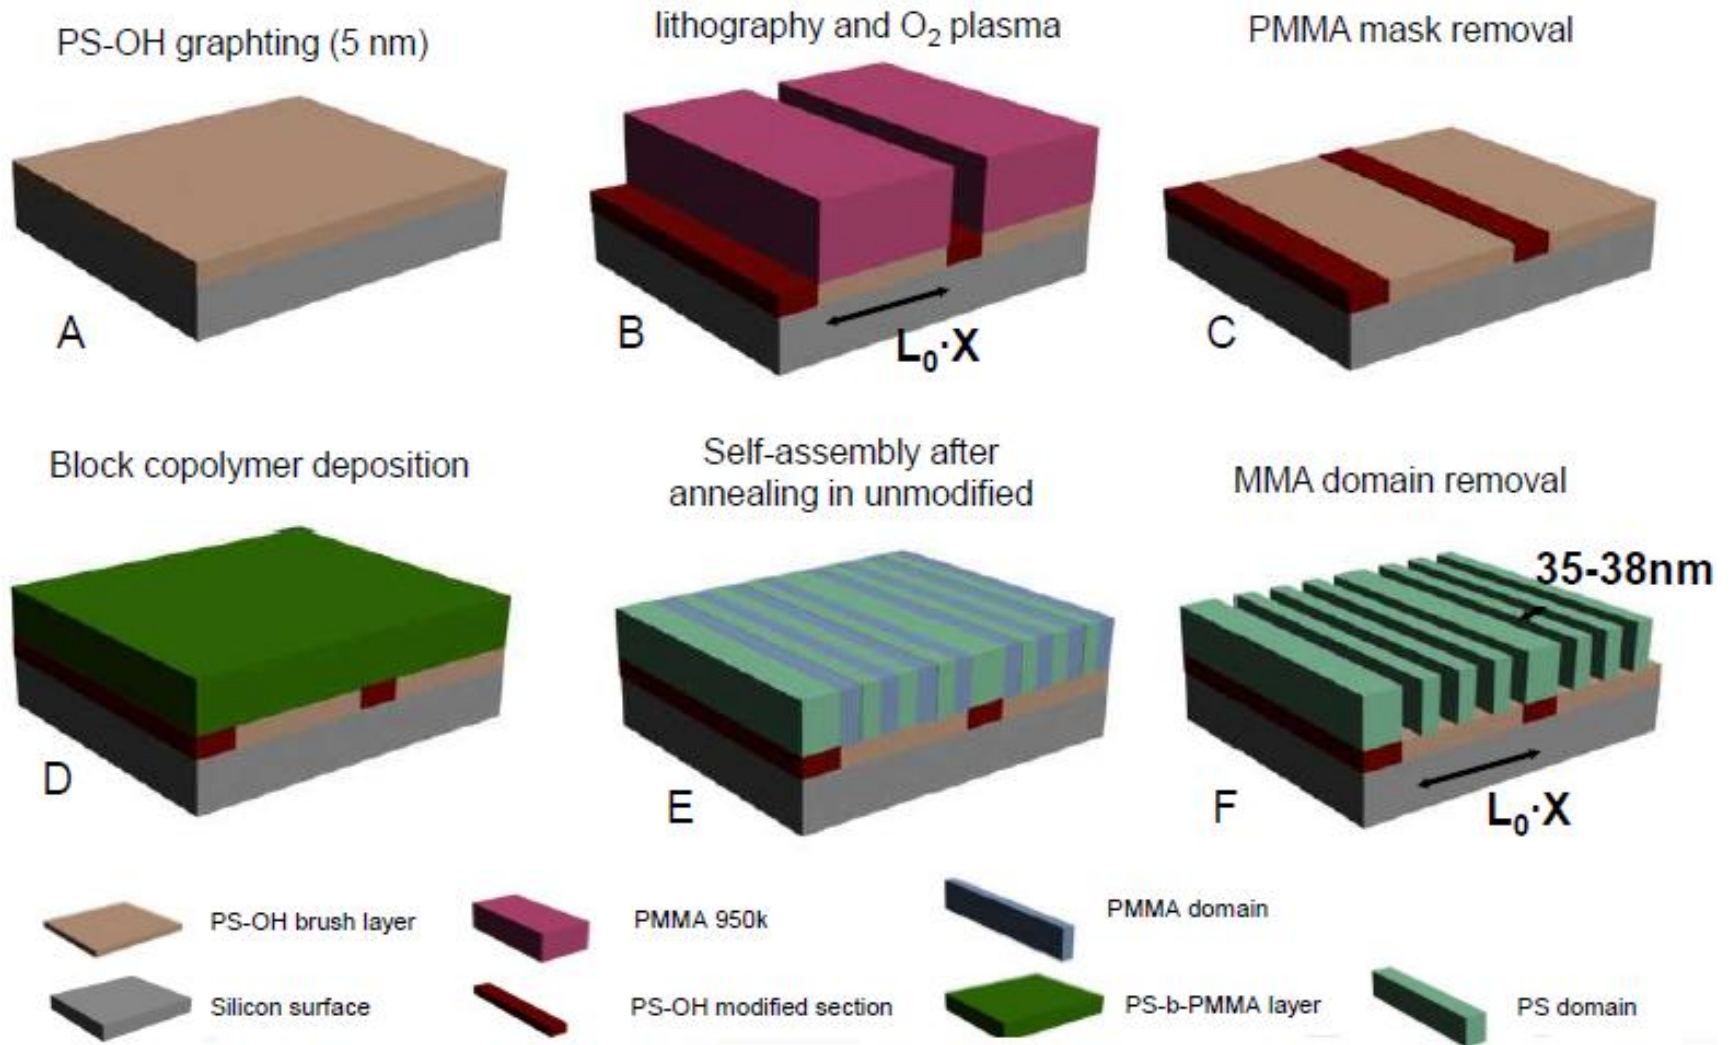 PS-OH graphting (5 nm)
lithography and O₂ plasma
PMMA mask removal
A
B
L₀·X
C
Block copolymer deposition
Self-assembly after
annealing in unmodified
MMA domain removal
35-38nm
D
E
F
L₀·X
PS-OH brush layer
PMMA 950k
PMMA domain
Silicon surface
PS-OH modified section
PS-b-PMMA layer
PS domain